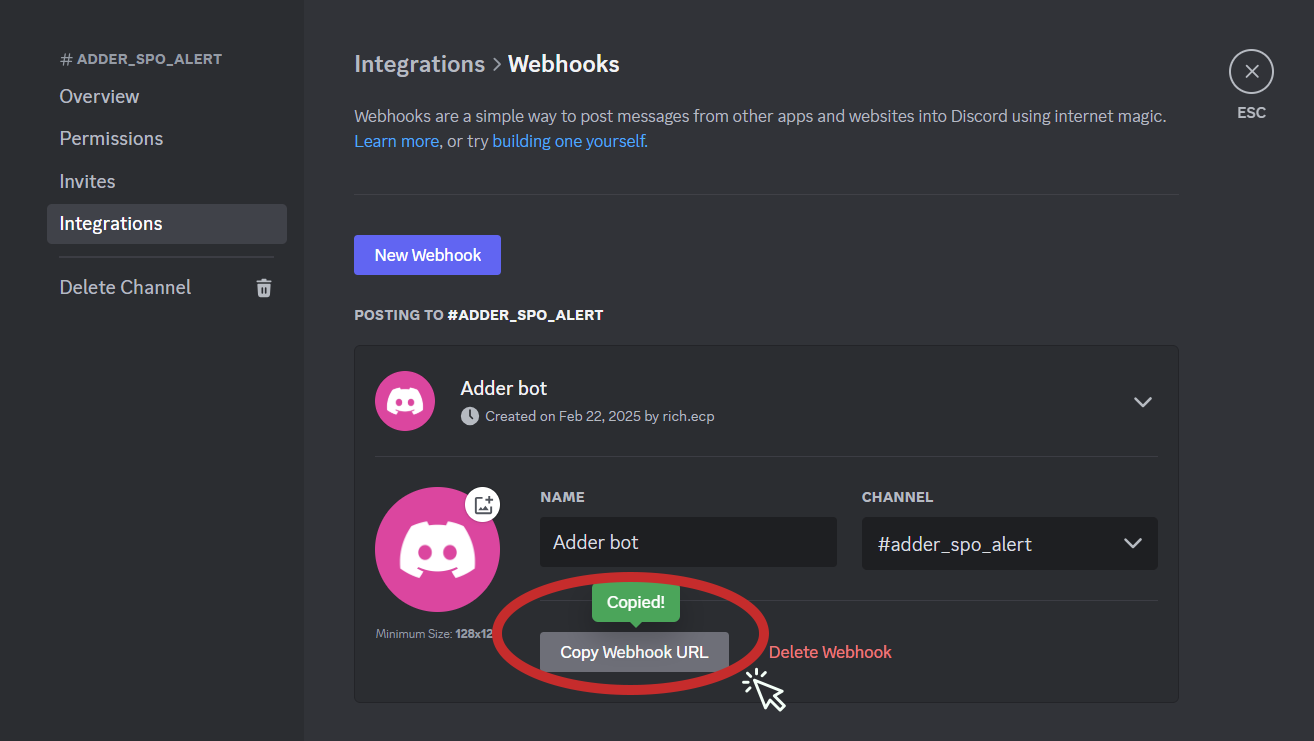 # ADDER_SPO_ALERT
Overview
Permissions
Invites
Integrations
Delete Channel
Integrations > Webhooks
Webhooks are a simple way to post messages from other apps and websites into Discord using internet magic.
Learn more, or try building one yourself.
ESC
New Webhook
POSTING TO #ADDER_SPO_ALERT
Adder bot
Created on Feb 22, 2025 by rich.ecp
NAME
Adder bot
CHANNEL
#adder_spo_alert
Minimum Size: 128x12
Copied!
Copy Webhook URL
Delete Webhook